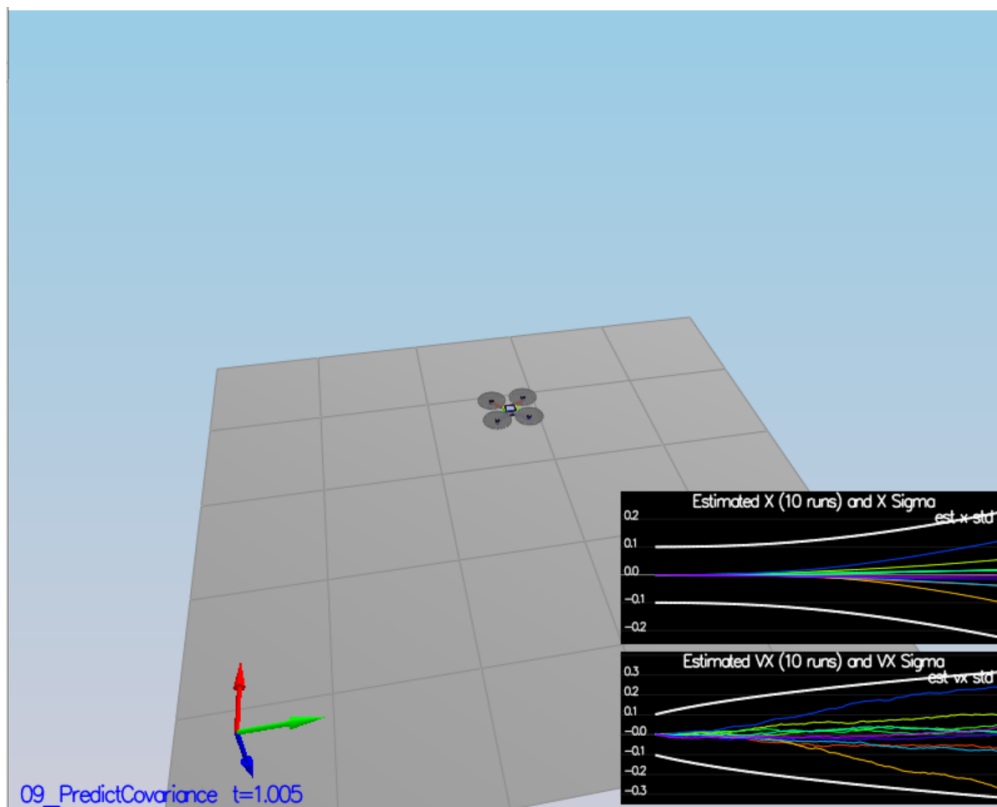 Estimated X (10 runs) and X Sigma
est x std
0.2
0.1
0.0
-0.1
-0.2
Estimated VX (10 runs) and VX Sigma
est vx std
0.3
0.2
0.1
-0.0
-0.1
-0.2
-0.3
09_PredictCovariance t=1.005